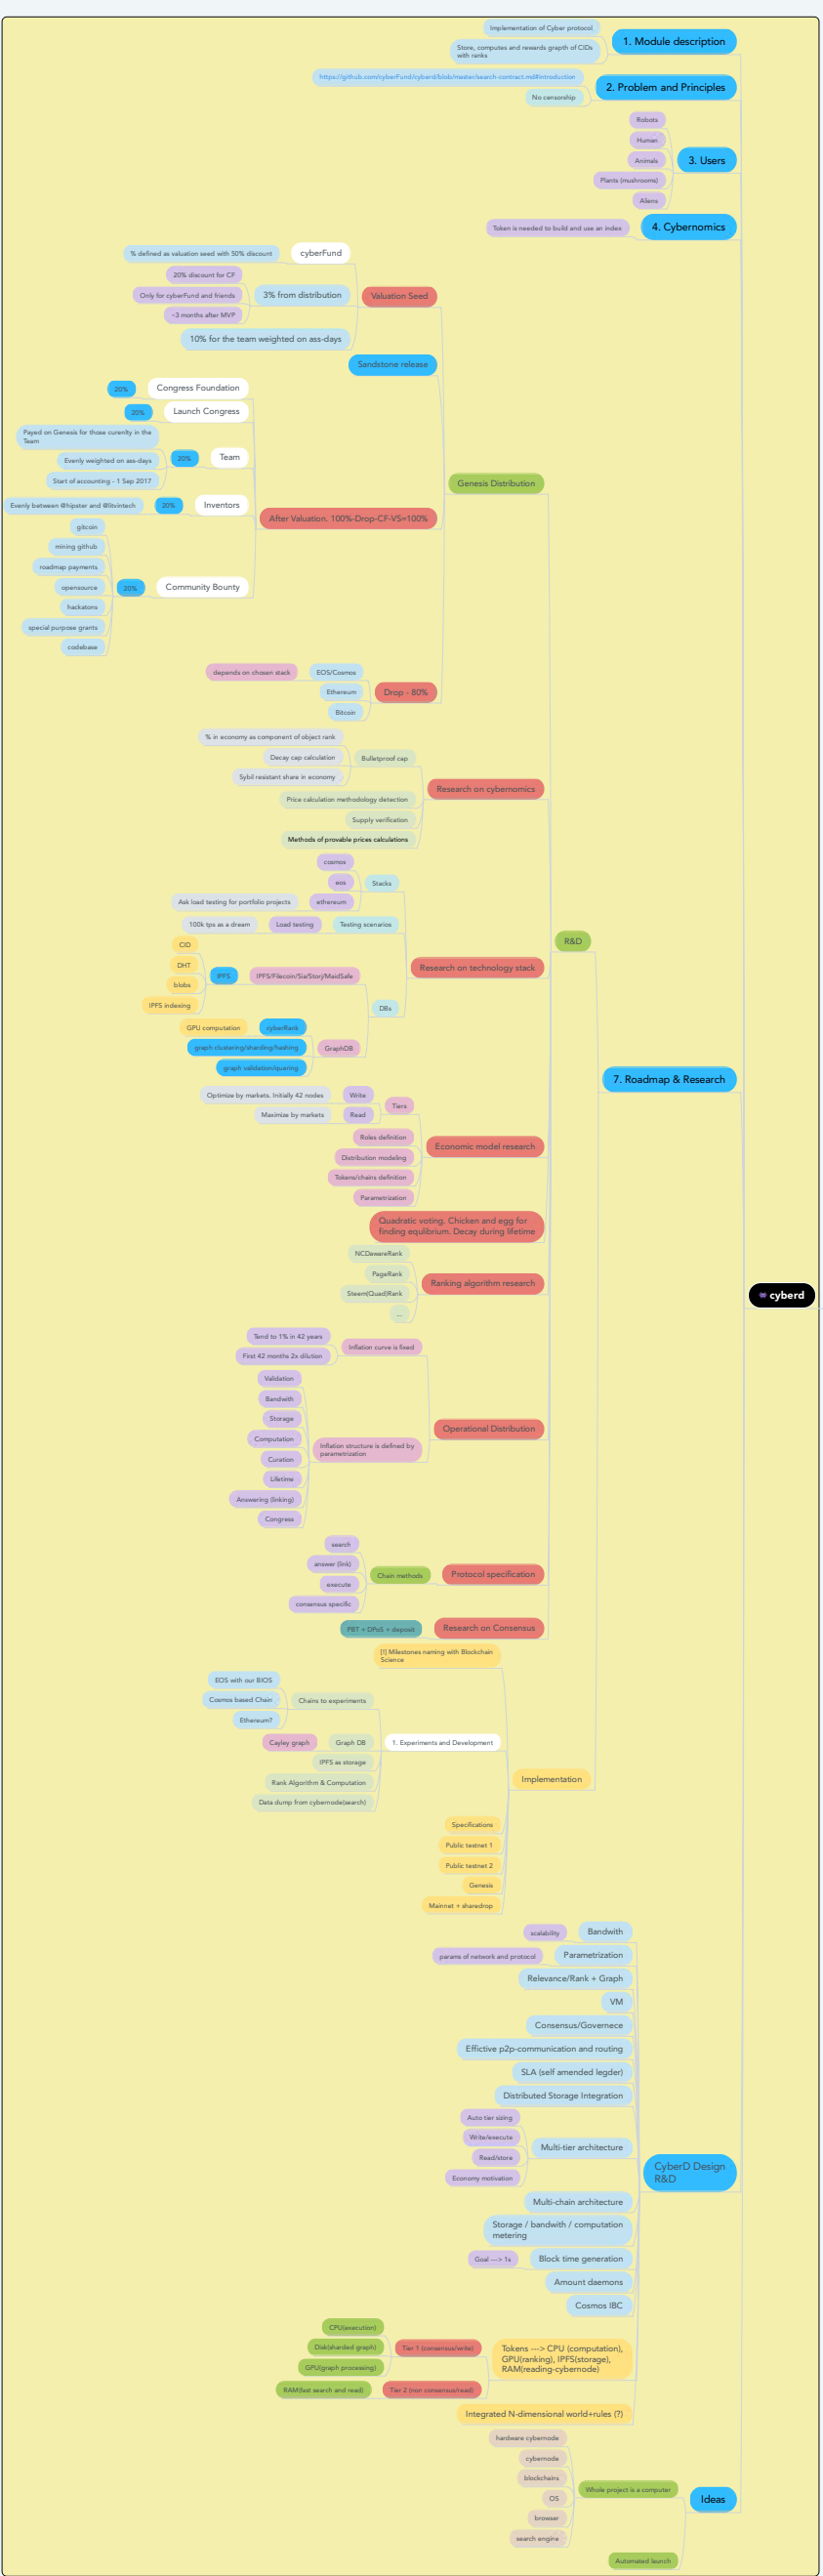 Implementation of Cyber protocol
1. Module description
Store, computes and rewards grapth of CIDs
with ranks
https://github.com/cyberFund/cyberd/blob/master/search-contract.md#introduction
2. Problem and Principles
No censorship
Robots
Human
3. Users
Animals
Plants (mushrooms)
Aliens
Token is needed to build and use an index
4. Cybernomics
% defined as valuation seed with 50% discount
cyberFund
20% discount for CF
Only for cyberFund and friends
3% from distribution
Valuation Seed
~3 months after MVP
10% for the team weighted on ass-days
Sandstone release
20%
Congress Foundation
20%
Launch Congress
Payed on Genesis for those curenlty in the
Team
Evenly weighted on ass-days
20%
Team
Start of accounting - 1 Sep 2017
Genesis Distribution
Evenly between @hipster and @litvintech
20%
Inventors
After Valuation. 100%-Drop-CF-VS=100%
gitcoin
mining github
roadmap payments
opensource
20%
Community Bounty
hackatons
special purpose grants
codebase
depends on chosen stack
EOS/Cosmos
Ethereum
Drop - 80%
Bitcoin
% in economy as component of object rank
Decay cap calculation
Bulletproof cap
Sybil resistant share in economy
Research on cybernomics
Price calculation methodology detection
Supply verification
Methods of provable prices calculations
cosmos
eos
Stacks
Ask load testing for portfolio projects
ethereum
100k tps as a dream
Load testing
Testing scenarios
R&D
CID
DHT
Research on technology stack
IPFS
IPFS/Filecoin/Sia/Storj/MaidSafe
blobs
IPFS indexing
DBs
GPU computation
cyberRank
graph clustering/sharding/hashing
GraphDB
graph validation/quering
7. Roadmap & Research
Optimize by markets. Initially 42 nodes
Write
Tiers
Maximize by markets
Read
Roles definition
Economic model research
Distribution modeling
Tokens/chains definition
Parametrization
Quadratic voting. Chicken and egg for
finding equlibrium. Decay during lifetime
NCDawareRank
PageRank
Ranking algorithm research
Steem(Quad)Rank
...
cyberd
Tend to 1% in 42 years
Inflation curve is fixed
First 42 months 2x dilution
Validation
Bandwith
Storage
Operational Distribution
Computation
Inflation structure is defined by
parametrization
Curation
Lifetime
Answering (linking)
Congress
search
answer (link)
Chain methods
Protocol specification
execute
consensus specific
PBT + DPoS + deposit
Research on Consensus
[!] Milestones naming with Blockchain
Science
EOS with our BIOS
Cosmos based Chain
Chains to experiments
Ethereum?
Cayley graph
Graph DB
1. Experiments and Development
IPFS as storage
Rank Algorithm & Computation
Implementation
Data dump from cybernode(search)
Specifications
Public testnet 1
Public testnet 2
Genesis
Mainnet + sharedrop
scalability
Bandwith
params of network and protocol
Parametrization
Relevance/Rank + Graph
VM
Consensus/Governece
Effictive p2p-communication and routing
SLA (self amended legder)
Distributed Storage Integration
Auto tier sizing
Write/execute
Multi-tier architecture
Read/store
Economy motivation
CyberD Design
R&D
Multi-chain architecture
Storage / bandwith / computation
metering
Goal ---> 1s
Block time generation
Amount daemons
Cosmos IBC
CPU(execution)
Disk(sharded graph)
Tier 1 (consensus/write)
GPU(graph processing)
Tokens ---> CPU (computation),
GPU(ranking), IPFS(storage),
RAM(reading-cybernode)
RAM(fast search and read)
Tier 2 (non consensus/read)
Integrated N-dimensional world+rules (?)
hardware cybernode
cybernode
blockchains
Whole project is a computer
OS
Ideas
browser
search engine
Automated launch